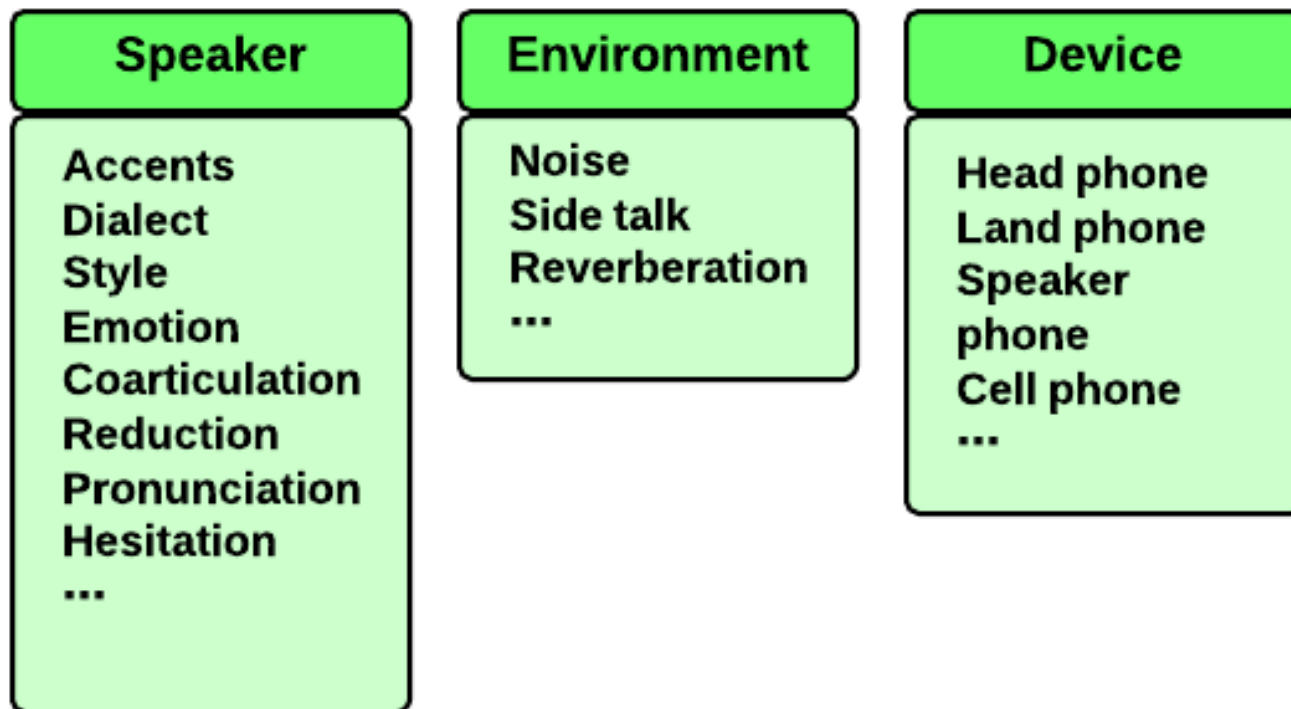 Speaker
Accents
Dialect
Style
Emotion
Coarticulation
Reduction
Pronunciation
Hesitation
...
Environment
Noise
Side talk
Reverberation
...
Device
Head phone
Land phone
Speaker
phone
Cell phone
...